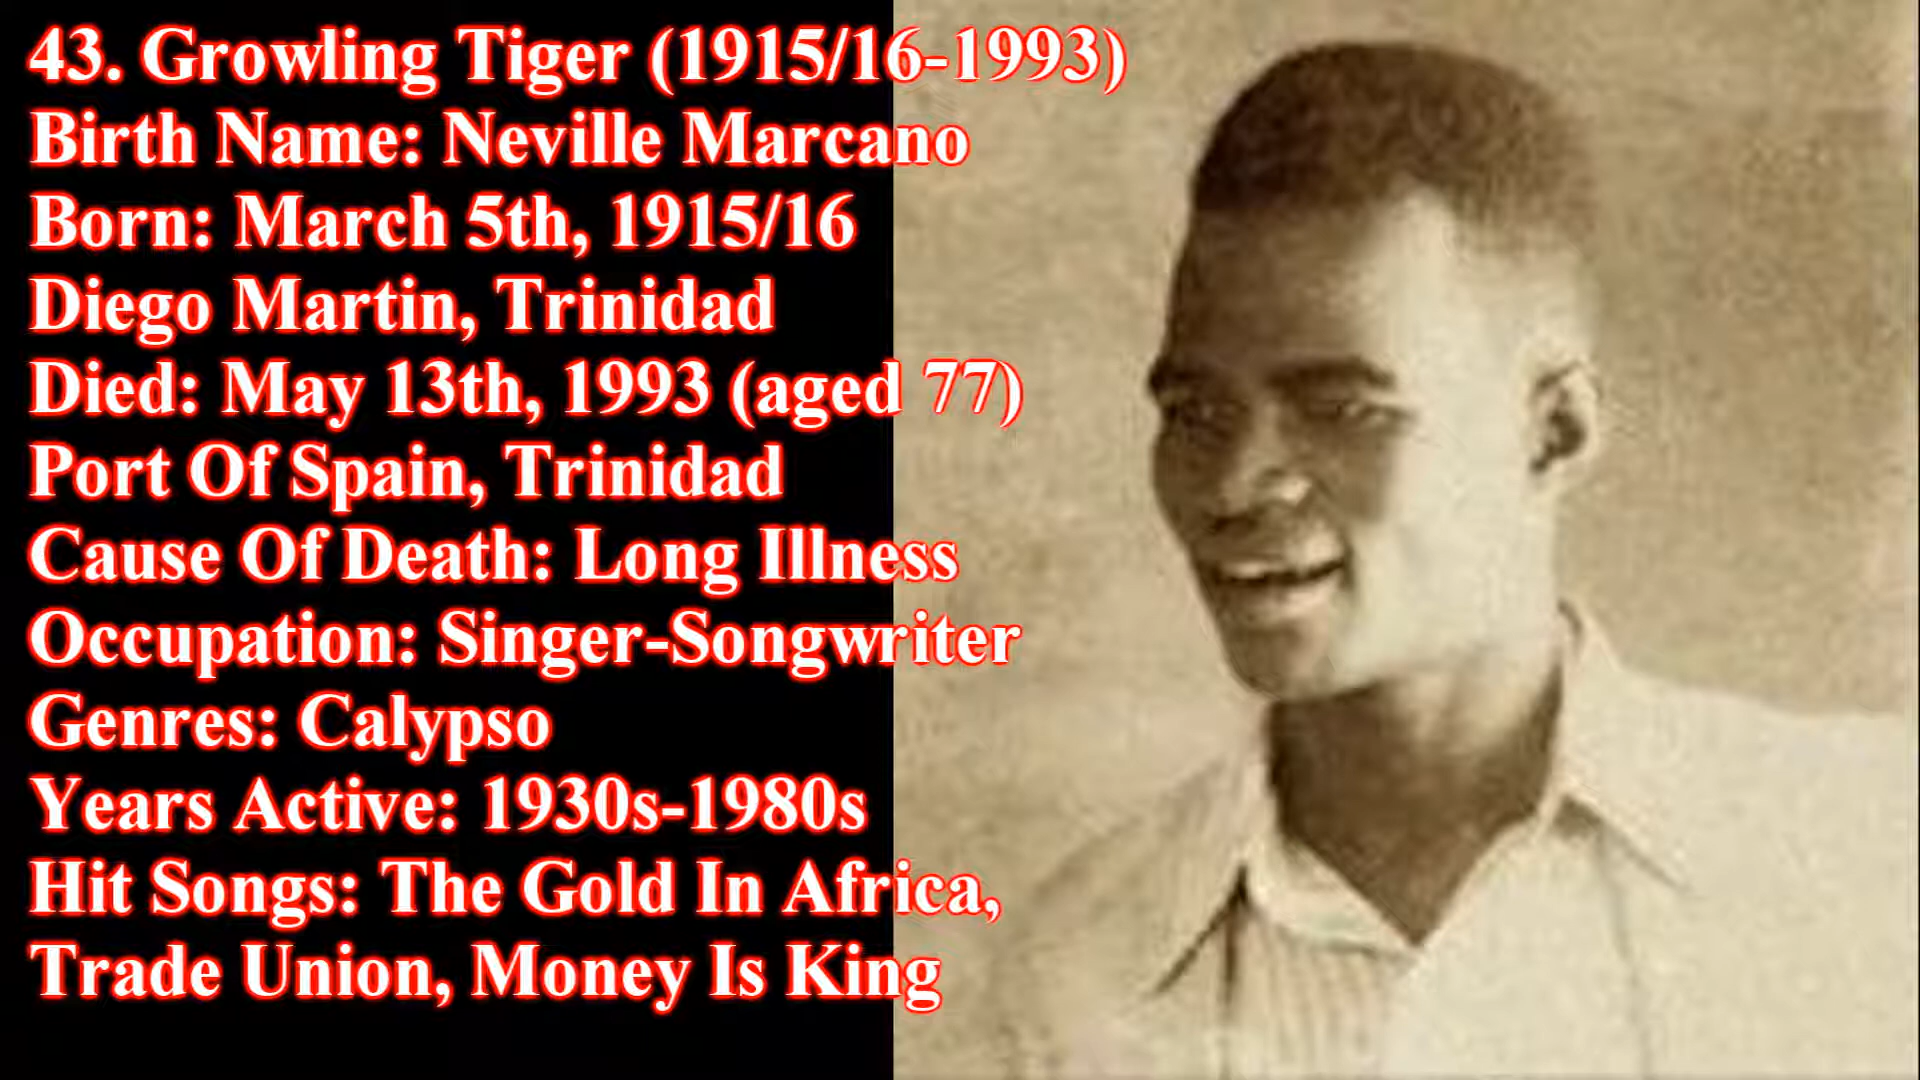 43. Growling Tiger (1915/16-1993)
Birth Name: Neville Marcano
Born: March 5th, 1915/16
Diego Martin, Trinidad
Died: May 13th, 1993 (aged 77)
Port Of Spain, Trinidad
Cause Of Death: Long Illness
Occupation: Singer-Songwriter
Genres: Calypso
Years Active: 1930s-1980s
Hit Songs: The Gold In Africa,
Trade Union, Money Is King